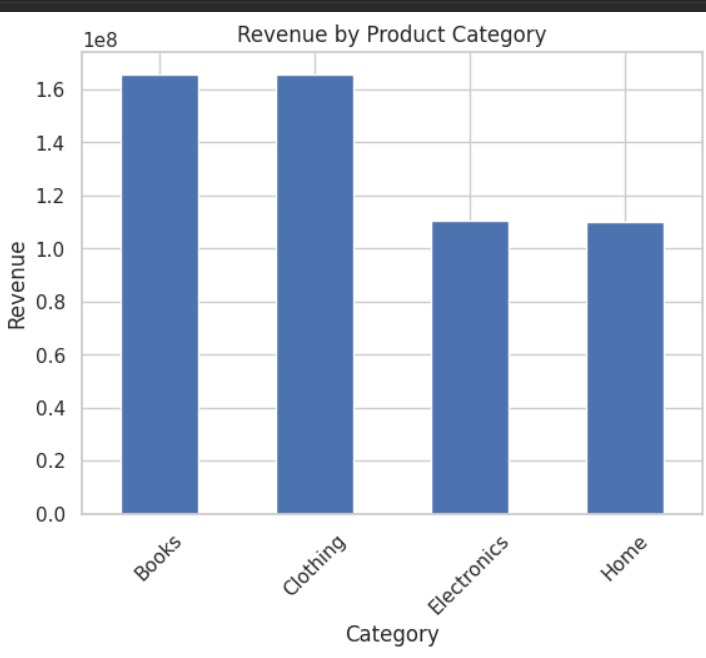 Revenue by Product Category
1e8
1.6
1.4
1.2
1.0
0.8
0.6
0.4
0.2
0.0
Revenue
Books
Clothing
Electronics
Home
Category